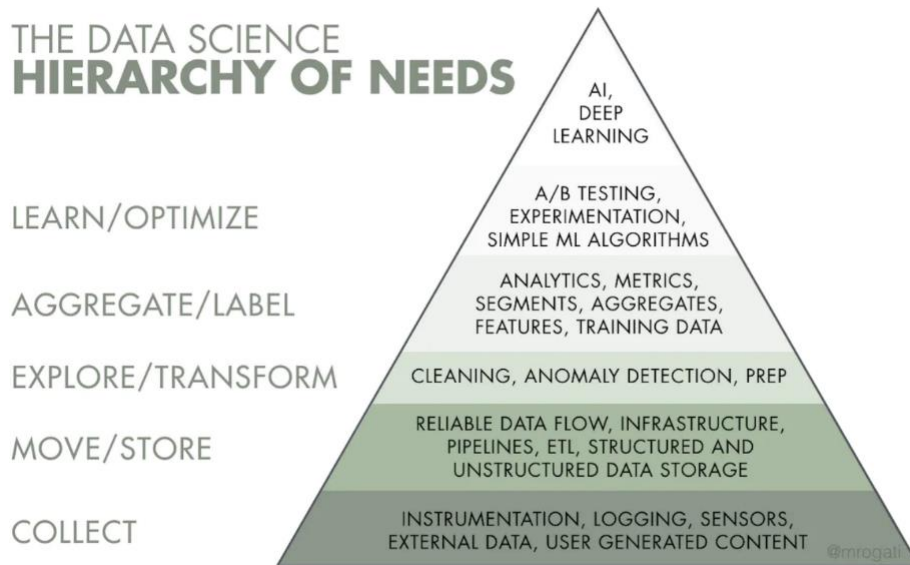 THE DATA SCIENCE
HIERARCHY OF NEEDS
AI,
DEEP
LEARNING
LEARN/OPTIMIZE
A/B TESTING,
EXPERIMENTATION,
SIMPLE ML ALGORITHMS
AGGREGATE/LABEL
ANALYTICS, METRICS,
SEGMENTS, AGGREGATES,
FEATURES, TRAINING DATA
EXPLORE/TRANSFORM
CLEANING, ANOMALY DETECTION, PREP
MOVE/STORE
RELIABLE DATA FLOW, INFRASTRUCTURE,
PIPELINES, ETL, STRUCTURED AND
UNSTRUCTURED DATA STORAGE
COLLECT
INSTRUMENTATION, LOGGING, SENSORS,
EXTERNAL DATA, USER GENERATED CONTENT
@mrogati